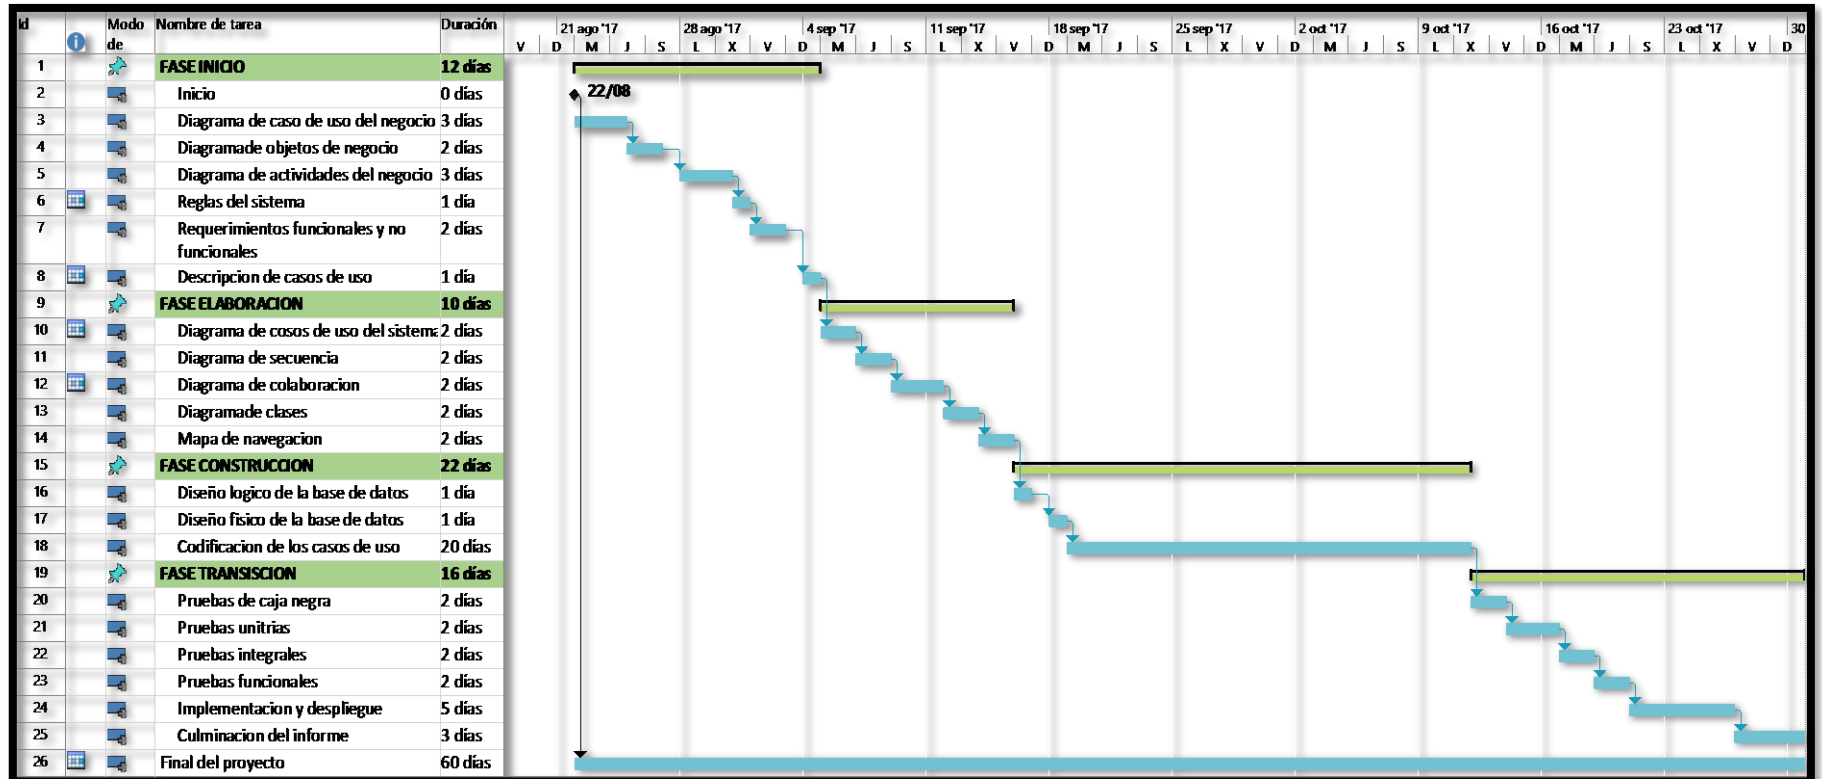 Id Modo de Nombre de tarea Duración
21 ago '17 28 ago '17 4 sep '17 11 sep '17 18 sep '17 25 sep '17 2 oct '17 9 oct '17 16 oct '17 23 oct '17 30
V D M J S L X V D M J S L X V D M J S L X V D M J S L X V D M J S L X V D
1 FASE INICIO 12 días
2 Inicio 0 días 22/08
3 Diagrama de caso de uso del negocio 3 días
4 Diagramade objetos de negocio 2 días
5 Diagrama de actividades del negocio 3 días
6 Reglas del sistema 1 día
7 Requerimientos funcionales y no 2 días
funcionales
8 Descripcion de casos de uso 1 día
9 FASE ELABORACION 10 días
10 Diagrama de cosos de uso del sistema 2 días
11 Diagrama de secuencia 2 días
12 Diagrama de colaboracion 2 días
13 Diagramade clases 2 días
14 Mapa de navegacion 2 días
15 FASE CONSTRUCCION 22 días
16 Diseño logico de la base de datos 1 día
17 Diseño fisico de la base de datos 1 día
18 Codificacion de los casos de uso 20 días
19 FASE TRANSISCION 16 días
20 Pruebas de caja negra 2 días
21 Pruebas unitrias 2 días
22 Pruebas integrales 2 días
23 Pruebas funcionales 2 días
24 Implementacion y despliegue 5 días
25 Culminacion del informe 3 días
26 Final del proyecto 60 días